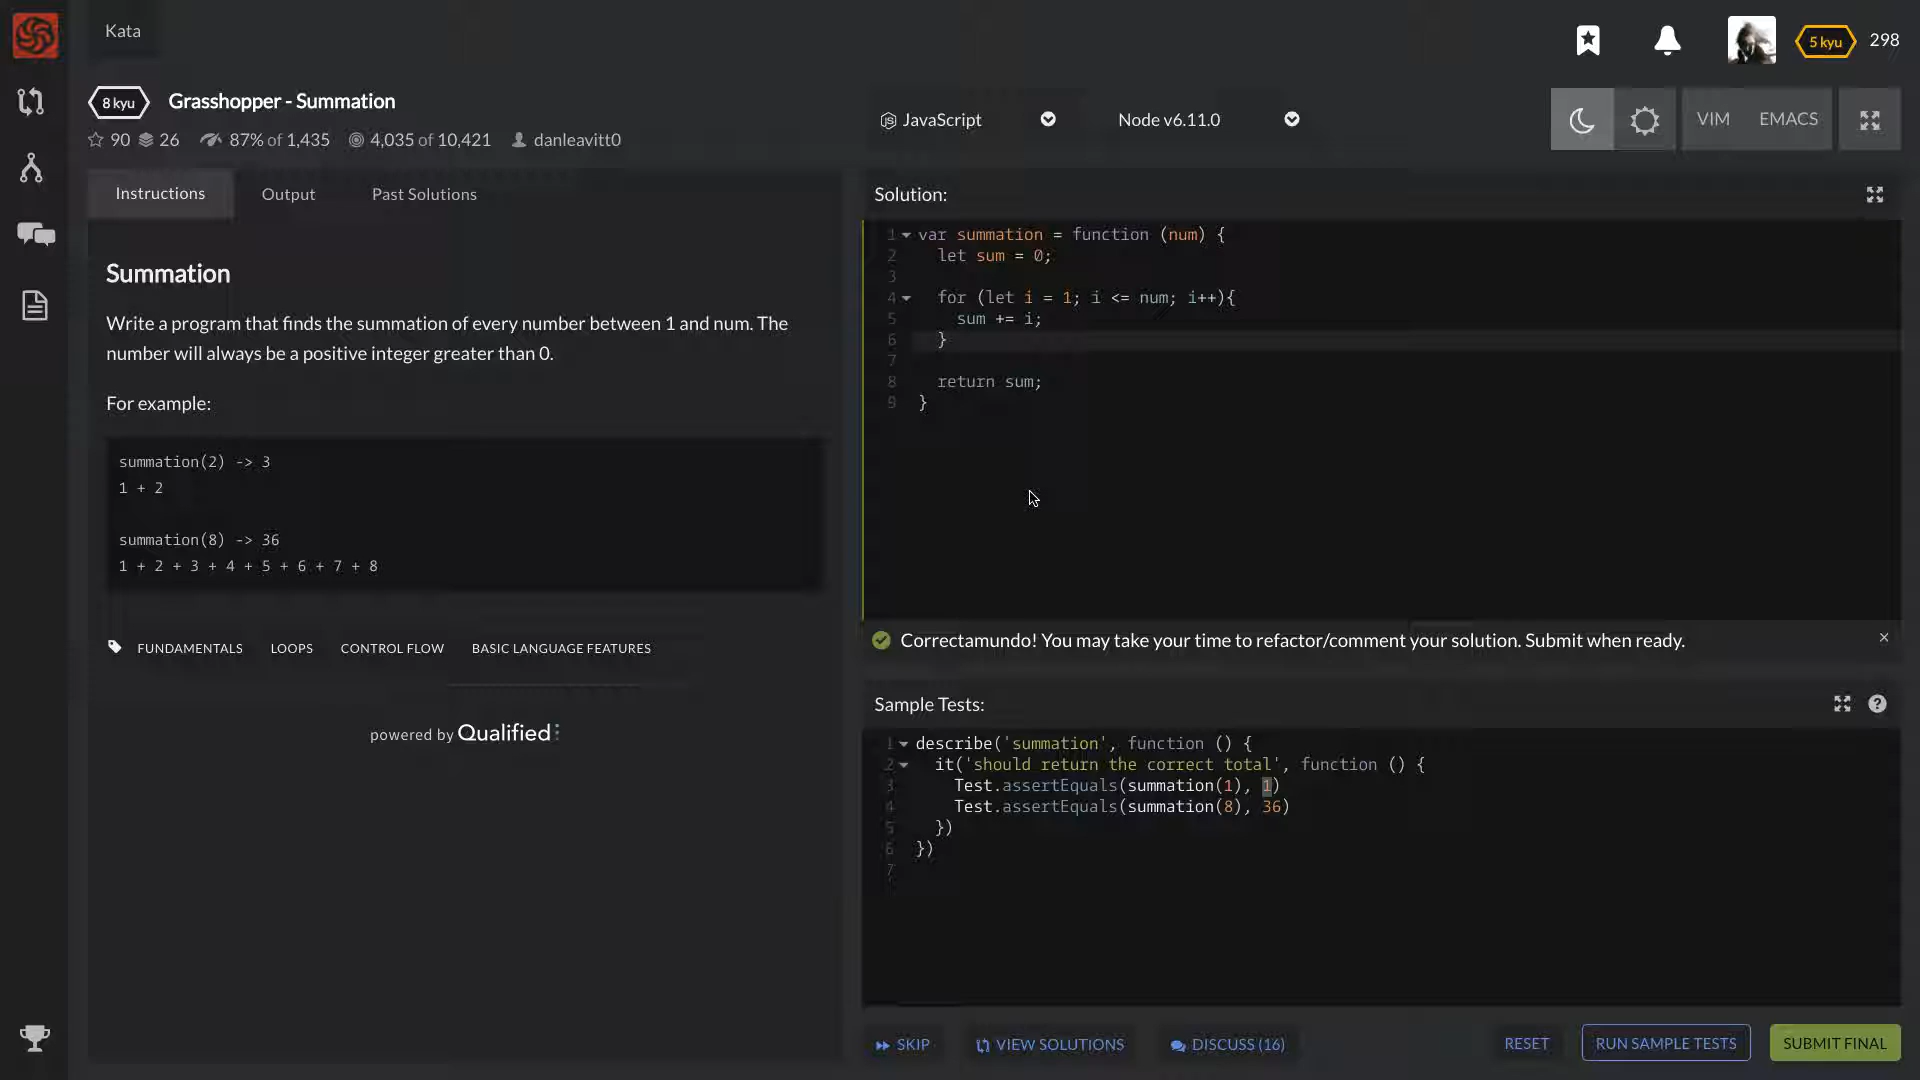 Kata
5 kyu 298
8 kyu Grasshopper - Summation
90 26 87% of 1,435 4,035 of 10,421 danleavitt0
JavaScript Node v6.11.0 VIM EMACS
Instructions Output Past Solutions
Summation
Write a program that finds the summation of every number between 1 and num. The
number will always be a positive integer greater than 0.
For example:
summation(2) -> 3
1 + 2
summation(8) -> 36
1 + 2 + 3 + 4 + 5 + 6 + 7 + 8
FUNDAMENTALS LOOPS CONTROL FLOW BASIC LANGUAGE FEATURES
powered by Qualified
Solution:
1 var summation = function (num) {
2 let sum = 0;
3
4 for (let i = 1; i <= num; i++){
5 sum += i;
6 }
7
8 return sum;
9 }
Correctamundo! You may take your time to refactor/comment your solution. Submit when ready.
Sample Tests:
1 describe('summation', function () {
2 it('should return the correct total', function () {
3 Test.assertEquals(summation(1), 1)
4 Test.assertEquals(summation(8), 36)
5 })
6 })
7
SKIP VIEW SOLUTIONS DISCUSS (16) RESET RUN SAMPLE TESTS SUBMIT FINAL